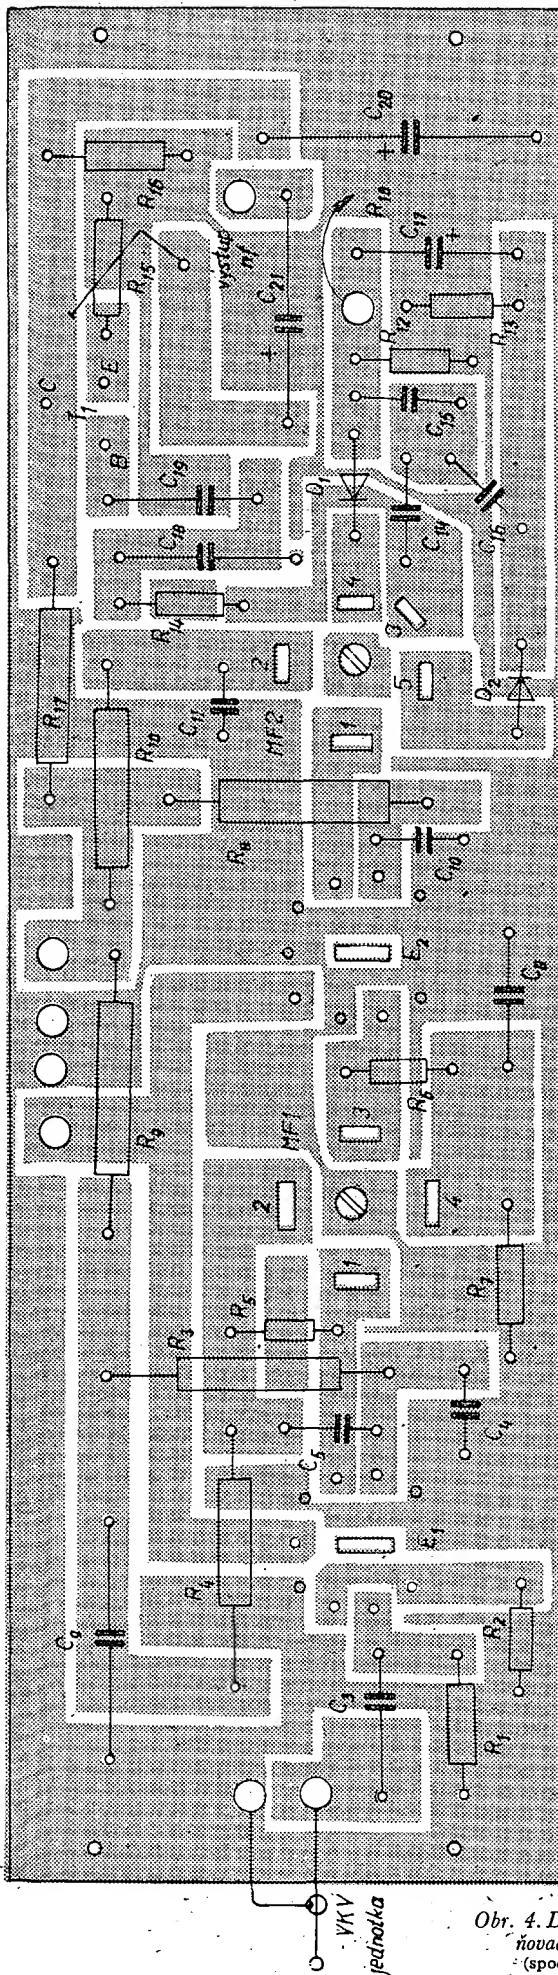 C₂₀
R₁₆
R₁₈
C₁₇
výstup
nf
R₁₅
C₂₁
R₁₂
R₁₃
C
E
T₁
B
C₁₅
C₁₉
D₁
C₁₈
C₁₄
C₁₆
4
3
R₁₄
2
5
D₂
R₁₇
R₁₀
C₁₁
MF2
1
R₈
C₁₀
E₂
C₈
R₉
R₆
MF1
3
2
4
1
R₅
R₇
R₃
C₅
C₄
R₄
E₁
C₉
R₂
C₃
R₁
VKV
jednotka
Obr. 4. D
ňovac
(spoc